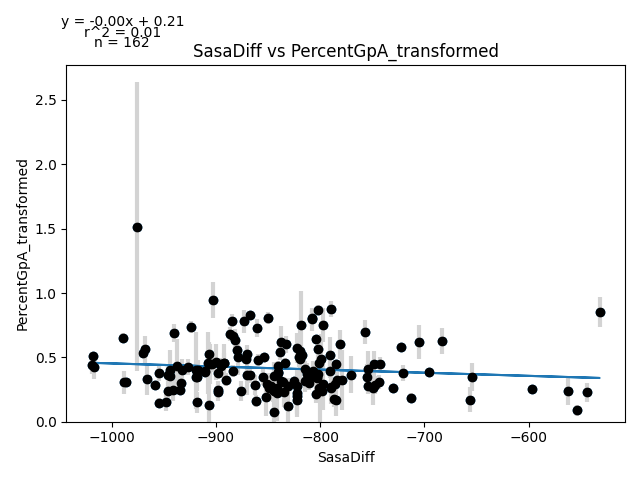 y = -0.00x + 0.21
r^2 = 0.01
n = 162
SasaDiff vs PercentGpA_transformed
PercentGpA_transformed
2.5
2.0
1.5
1.0
0.5
0.0
−1000 −900 −800 −700 −600
SasaDiff